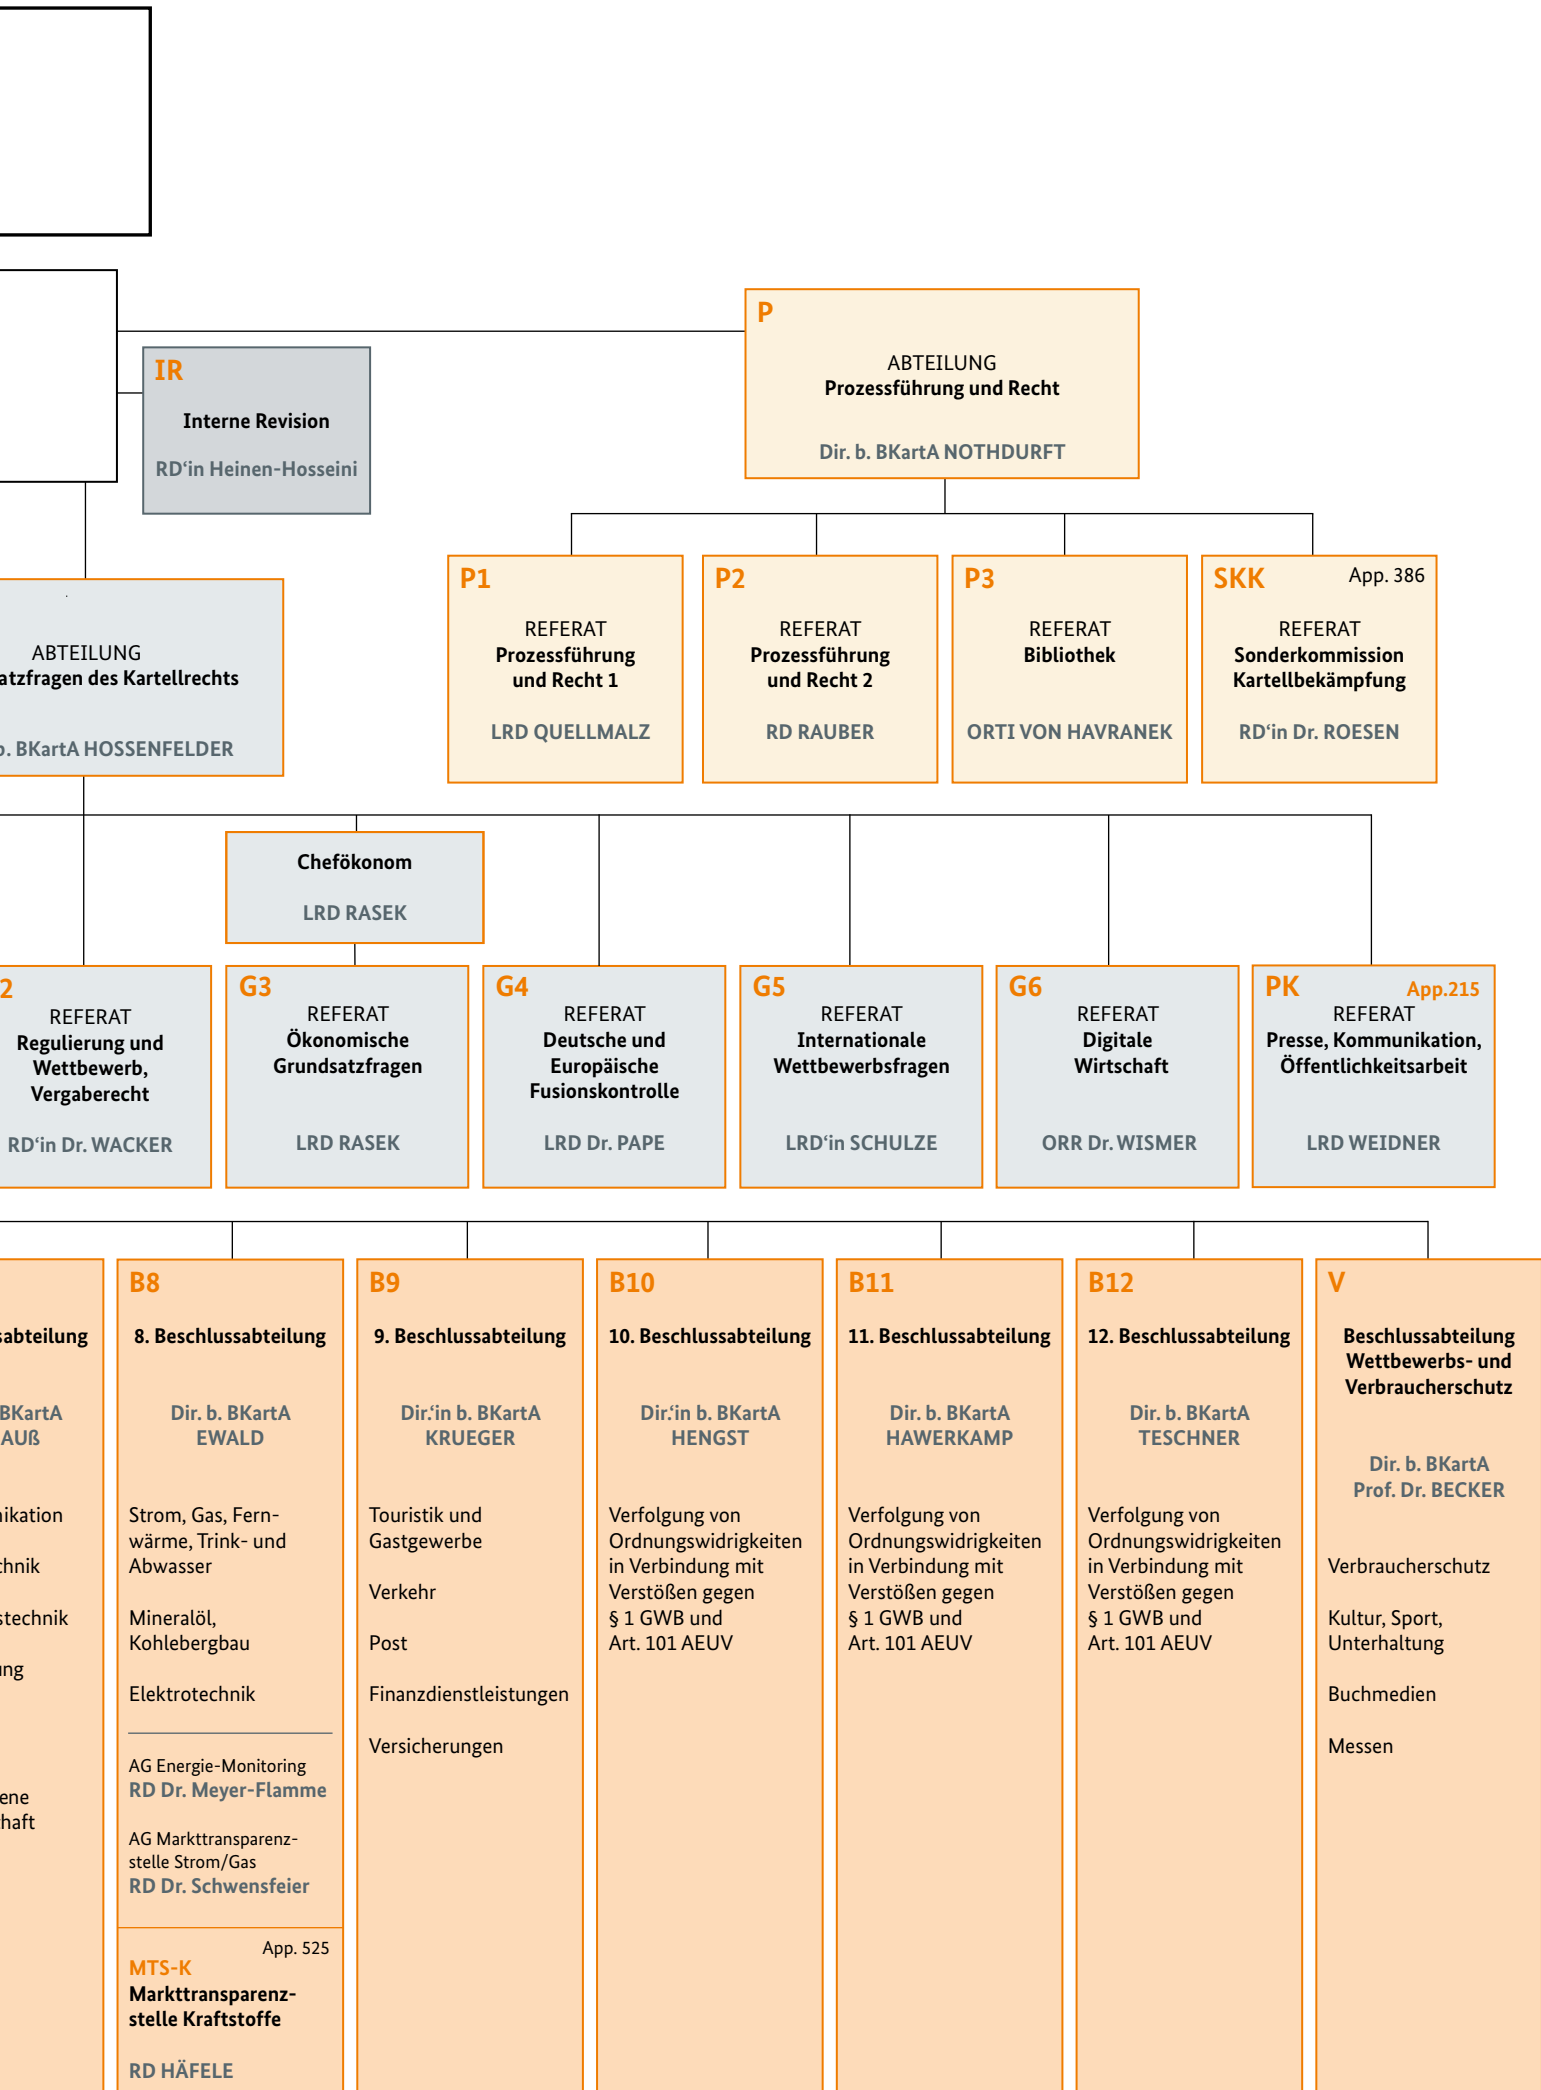 P
ABTEILUNG
Prozessführung und Recht
Dir. b. BKartA NOTHDURFT
IR
Interne Revision
RD‘in Heinen-Hosseini
P1
REFERAT
Prozessführung
und Recht 1
LRD QUELLMALZ
P2
REFERAT
Prozessführung
und Recht 2
RD RAUBER
P3
REFERAT
Bibliothek
ORTI VON HAVRANEK
SKK App. 386
REFERAT
Sonderkommission
Kartellbekämpfung
RD‘in Dr. ROESEN
ABTEILUNG
atzfragen des Kartellrechts
b. BKartA HOSSENFELDER
Chefökonom
LRD RASEK
2
REFERAT
Regulierung und
Wettbewerb,
Vergaberecht
RD‘in Dr. WACKER
G3
REFERAT
Ökonomische
Grundsatzfragen
LRD RASEK
G4
REFERAT
Deutsche und
Europäische
Fusionskontrolle
LRD Dr. PAPE
G5
REFERAT
Internationale
Wettbewerbsfragen
LRD‘in SCHULZE
G6
REFERAT
Digitale
Wirtschaft
ORR Dr. WISMER
PK App.215
REFERAT
Presse, Kommunikation,
Öffentlichkeitsarbeit
LRD WEIDNER
sabteilung
BKartA
AUß
nikation
chnik
stechnik
ung
ene
chaft
B8
8. Beschlussabteilung
Dir. b. BKartA
EWALD
Strom, Gas, Fern-
wärme, Trink- und
Abwasser
Mineralöl,
Kohlebergbau
Elektrotechnik
AG Energie-Monitoring
RD Dr. Meyer-Flamme
AG Markttransparenz-
stelle Strom/Gas
RD Dr. Schwensfeier
App. 525
MTS-K
Markttransparenz-
stelle Kraftstoffe
RD HÄFELE
B9
9. Beschlussabteilung
Dir.‘in b. BKartA
KRUEGER
Touristik und
Gastgewerbe
Verkehr
Post
Finanzdienstleistungen
Versicherungen
B10
10. Beschlussabteilung
Dir.‘in b. BKartA
HENGST
Verfolgung von
Ordnungswidrigkeiten
in Verbindung mit
Verstößen gegen
§ 1 GWB und
Art. 101 AEUV
B11
11. Beschlussabteilung
Dir. b. BKartA
HAWERKAMP
Verfolgung von
Ordnungswidrigkeiten
in Verbindung mit
Verstößen gegen
§ 1 GWB und
Art. 101 AEUV
B12
12. Beschlussabteilung
Dir. b. BKartA
TESCHNER
Verfolgung von
Ordnungswidrigkeiten
in Verbindung mit
Verstößen gegen
§ 1 GWB und
Art. 101 AEUV
V
Beschlussabteilung
Wettbewerbs- und
Verbraucherschutz
Dir. b. BKartA
Prof. Dr. BECKER
Verbraucherschutz
Kultur, Sport,
Unterhaltung
Buchmedien
Messen